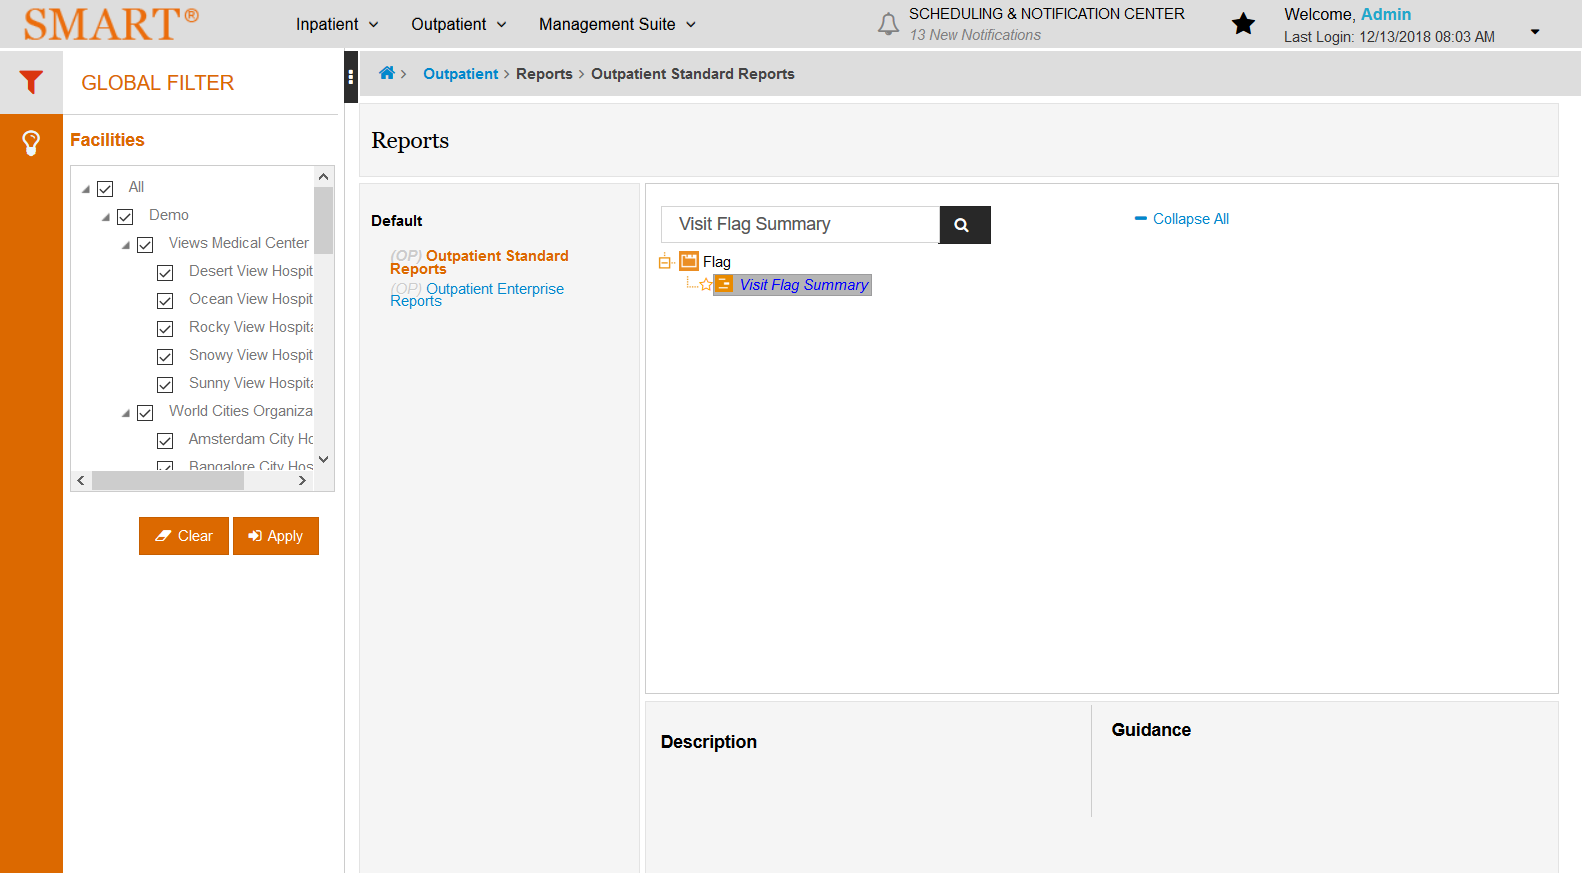 SMART®
Inpatient
Outpatient
Management Suite
SCHEDULING & NOTIFICATION CENTER
13 New Notifications
Welcome, Admin
Last Login: 12/13/2018 08:03 AM
GLOBAL FILTER
Outpatient > Reports > Outpatient Standard Reports
Facilities
All
Demo
Views Medical Center
Desert View Hospit
Ocean View Hospit
Rocky View Hospita
Snowy View Hospit
Sunny View Hospita
World Cities Organiza
Amsterdam City Ho
Bangalore City Hos
Clear
Apply
Reports
Default
(OP) Outpatient Standard
Reports
(OP) Outpatient Enterprise
Reports
Visit Flag Summary
Collapse All
Flag
Visit Flag Summary
Description
Guidance